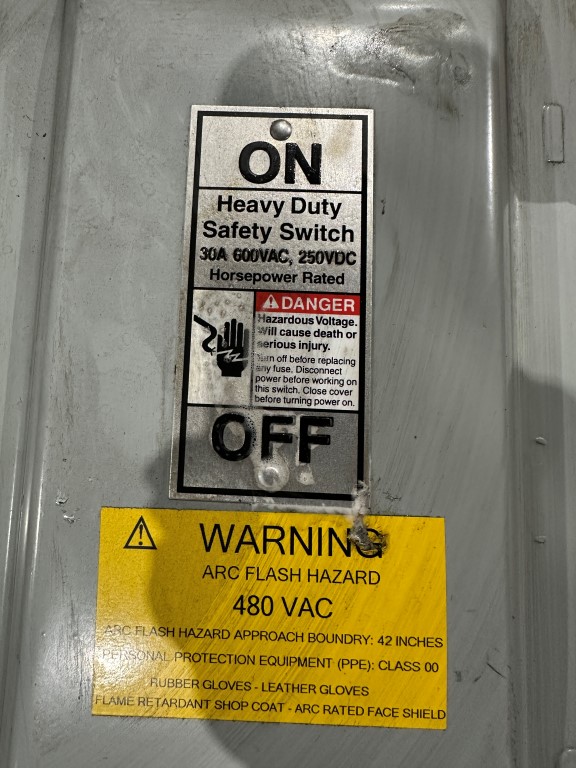 ON
Heavy Duty
Safety Switch
30A 600VAC, 250VDC
Horsepower Rated
DANGER
Hazardous Voltage.
Will cause death or
serious injury.
Turn off before replacing
any fuse. Disconnect
power before working on
this switch. Close cover
before turning power on.
OFF
WARNING
ARC FLASH HAZARD
480 VAC
ARC FLASH HAZARD APPROACH BOUNDRY: 42 INCHES
PERSONAL PROTECTION EQUIPMENT (PPE): CLASS 00
RUBBER GLOVES - LEATHER GLOVES
FLAME RETARDANT SHOP COAT - ARC RATED FACE SHIELD